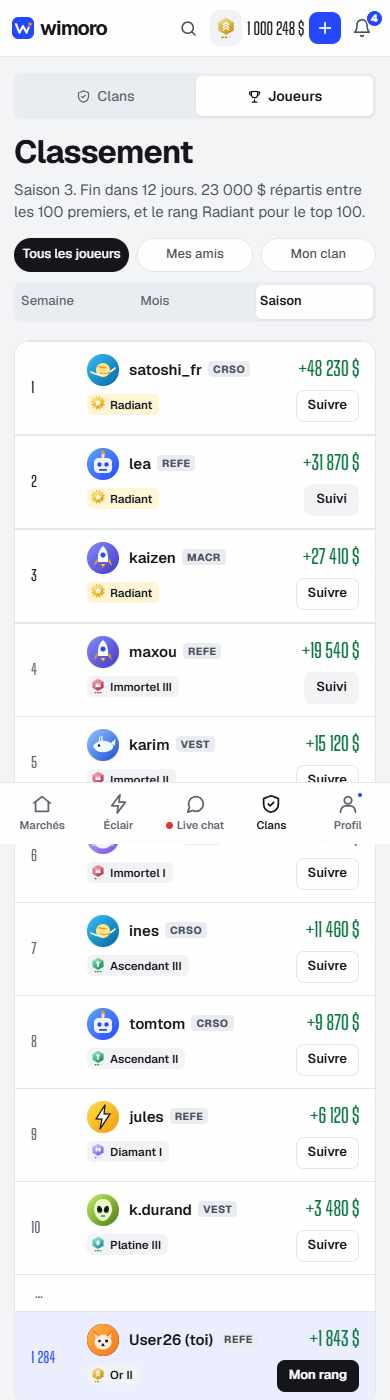 wimoro
1 000 248 $
4
Clans
Joueurs
Classement
Saison 3. Fin dans 12 jours. 23 000 $ répartis entre
les 100 premiers, et le rang Radiant pour le top 100.
Tous les joueurs
Mes amis
Mon clan
Semaine
Mois
Saison
1
satoshi_fr CRSO
+48 230 $
Radiant
Suivre
2
lea REFE
+31 870 $
Radiant
Suivi
3
kaizen MACR
+27 410 $
Radiant
Suivre
4
maxou REFE
+19 540 $
Immortel III
Suivi
5
karim VEST
+15 120 $
Immortel II
Suivre
Marchés
Éclair
Live chat
Clans
Profil
6
Immortel I
Suivre
7
ines CRSO
+11 460 $
Ascendant III
Suivre
8
tomtom CRSO
+9 870 $
Ascendant II
Suivre
9
jules REFE
+6 120 $
Diamant I
Suivre
10
k.durand VEST
+3 480 $
Platine III
Suivre
...
1 284
User26 (toi) REFE
+1 843 $
Or II
Mon rang